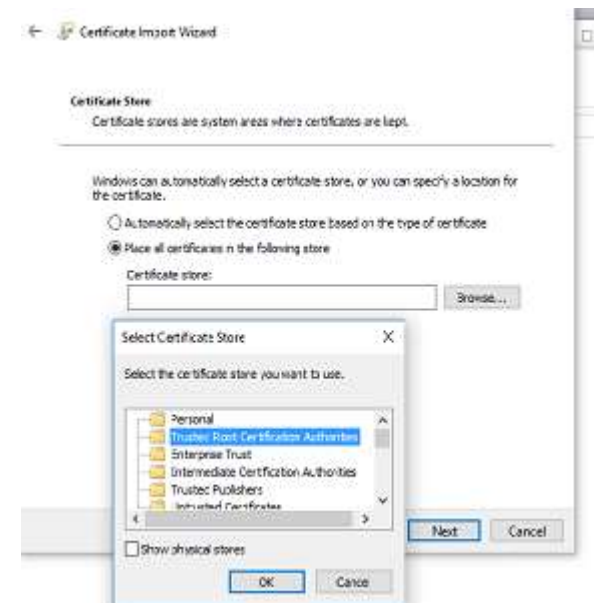 Certificate Import Wizard
Certificate Store
Certificate stores are system areas where certificates are kept.
Windows can automatically select a certificate store, or you can specify a location for
the certificate.
Automatically select the certificate store based on the type of certificate
Place all certificates in the following store
Certificate store:
Browse...
Select Certificate Store
X
Select the certificate store you want to use.
Personal
Trusted Root Certification Authorities
Enterprise Trust
Intermediate Certification Authorities
Trusted Publishers
Untrusted Certificates
Show physical stores
OK
Cancel
Next
Cancel